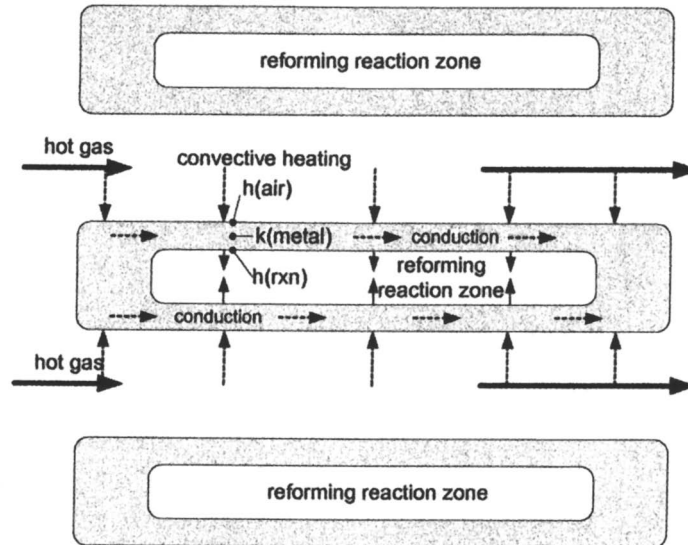 reforming reaction zone
hot gas
convective heating
h(air)
k(metal)
conduction
h(rxn)
reforming
reaction zone
conduction
hot gas
reforming reaction zone